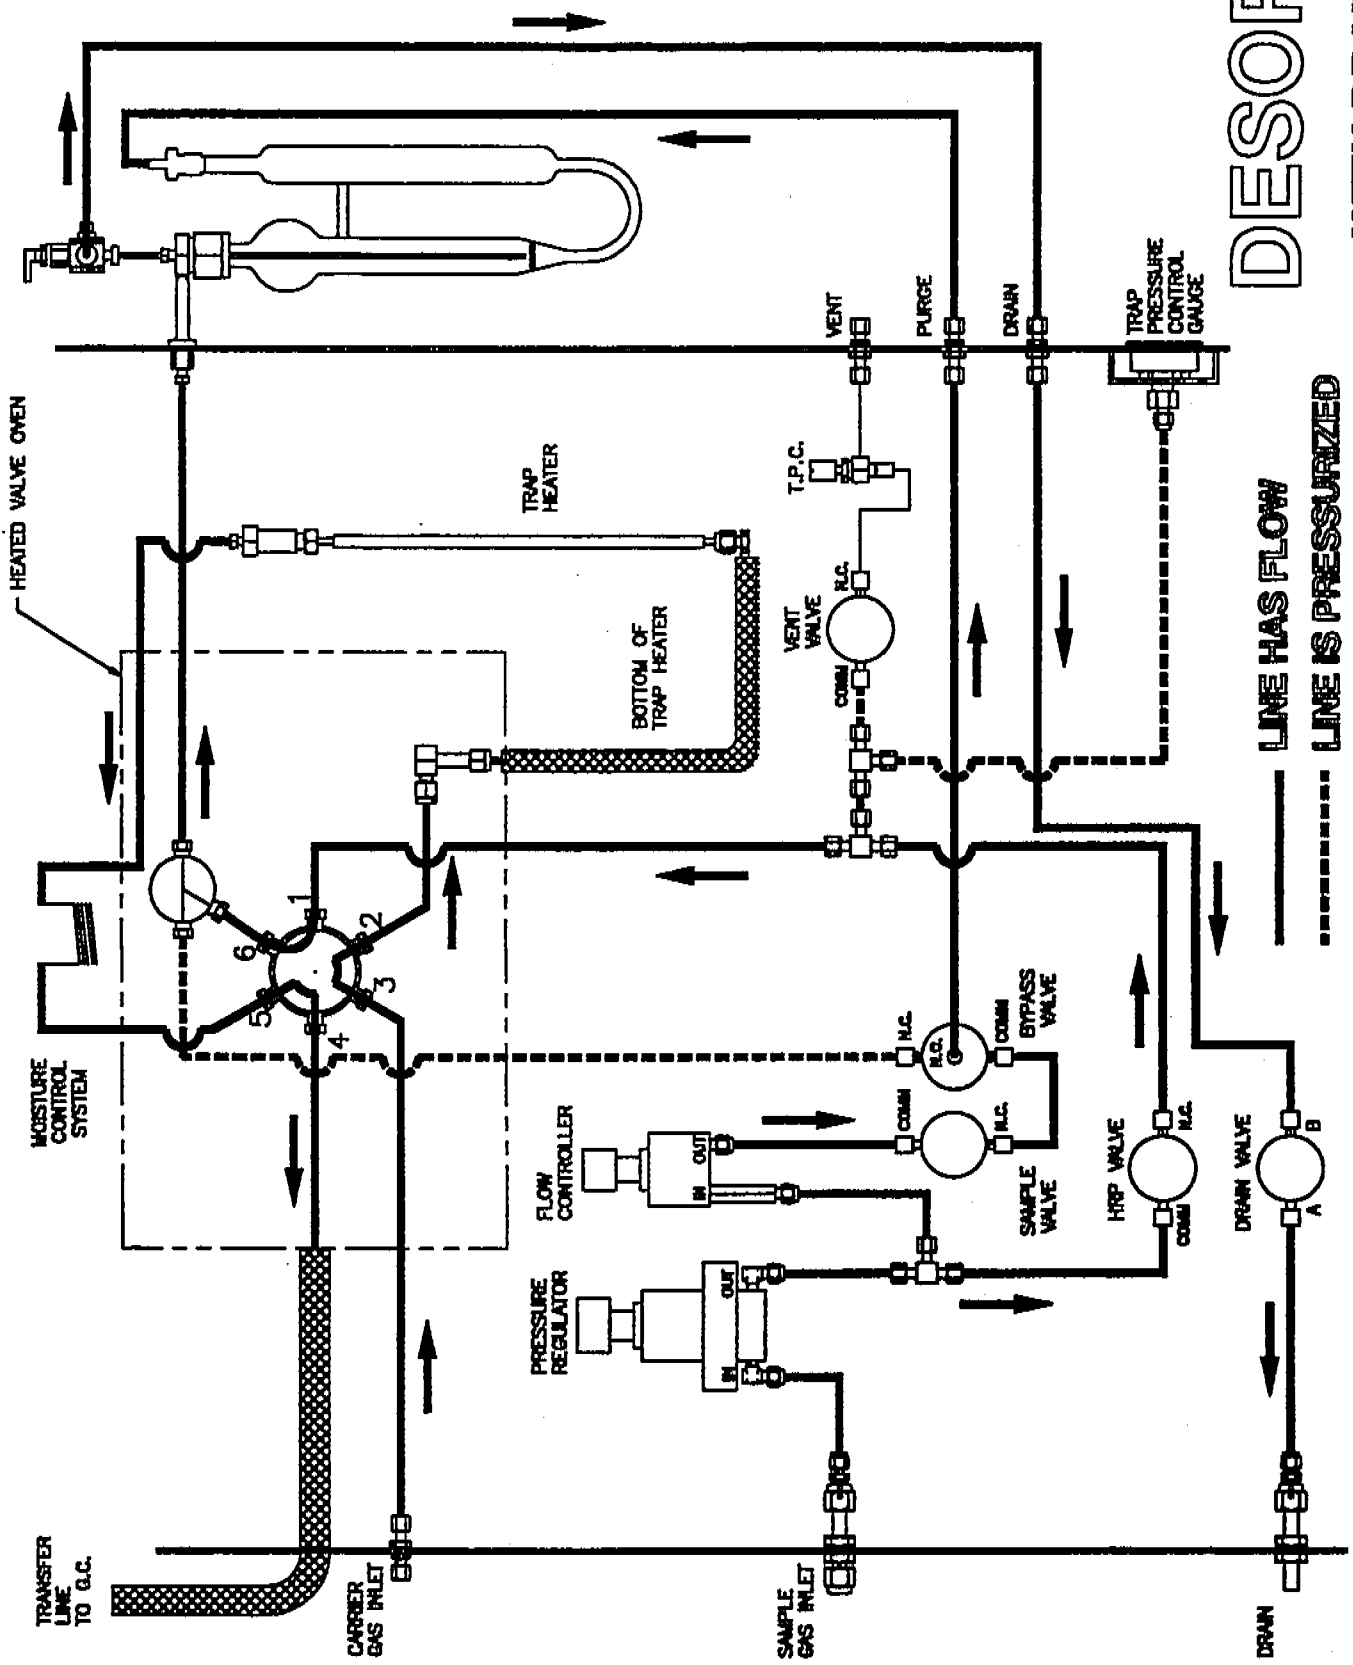 HEATED VALVE OVEN
MOISTURE
CONTROL
SYSTEM
TRANSFER
LINE
TO G.C.
6
1
5
2
4
3
TRAP
HEATER
BOTTOM OF
TRAP HEATER
CARRIER
GAS INLET
PRESSURE
REGULATOR
IN
OUT
FLOW
CONTROLLER
IN
OUT
T.P.C.
VENT
VENT
VALVE
COMM
N.C.
SAMPLE
GAS INLET
COMM
N.C.
SAMPLE
VALVE
N.C.
N.O.
COMM
BYPASS
VALVE
PURGE
DRAIN
HRP VALVE
COMM
N.C.
TRAP
PRESSURE
CONTROL
GAUGE
DRAIN VALVE
A
B
DRAIN
LINE HAS FLOW
LINE IS PRESSURIZED